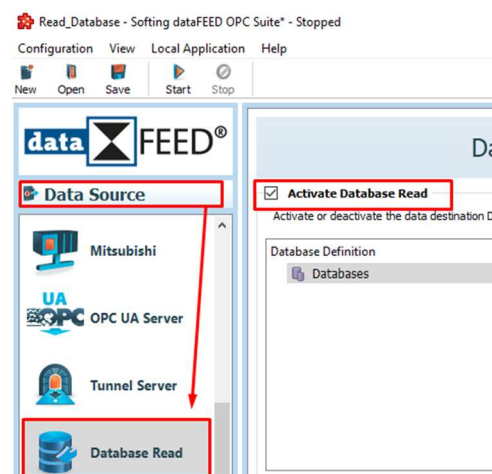 Read_Database - Softing dataFEED OPC Suite* - Stopped
Configuration View Local Application Help
New Open Save Start Stop
data FEED®
Data Source
Mitsubishi
UA
OPC
OPC UA Server
Tunnel Server
Database Read
Activate Database Read
Activate or deactivate the data destination
Database Definition
Databases